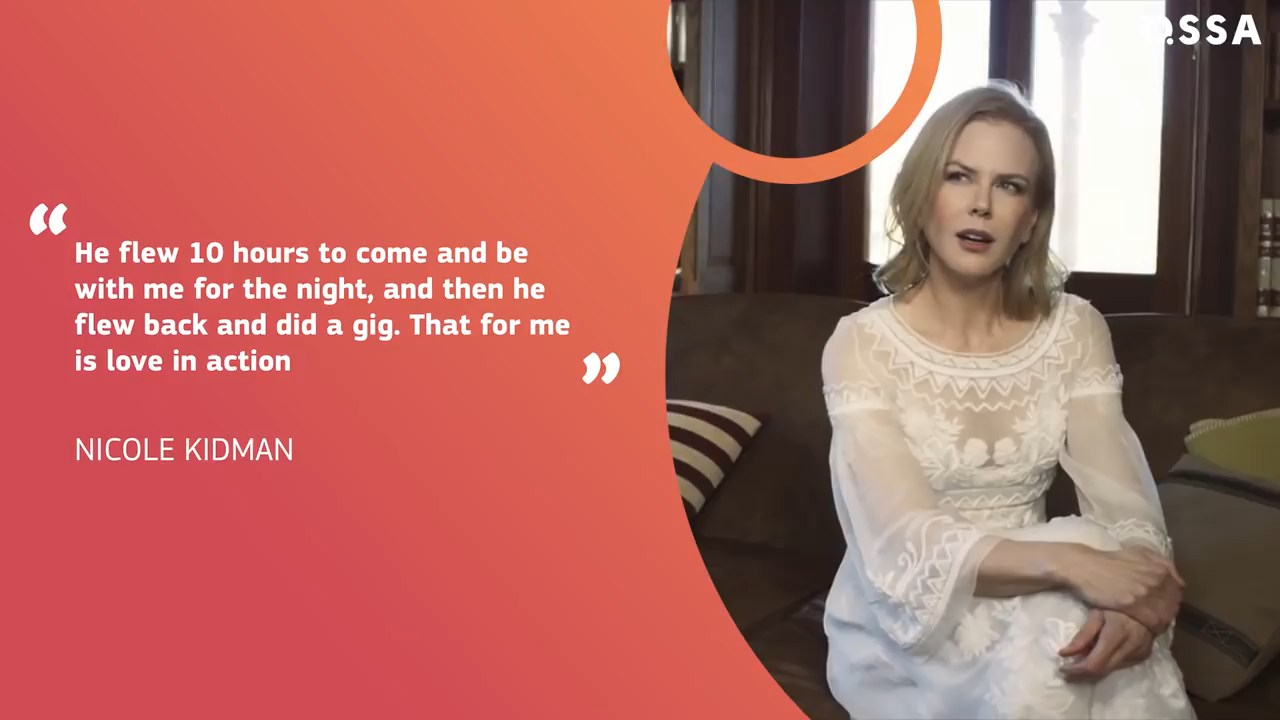 “
He flew 10 hours to come and be
with me for the night, and then he
flew back and did a gig. That for me
is love in action
”
NICOLE KIDMAN
.SSA